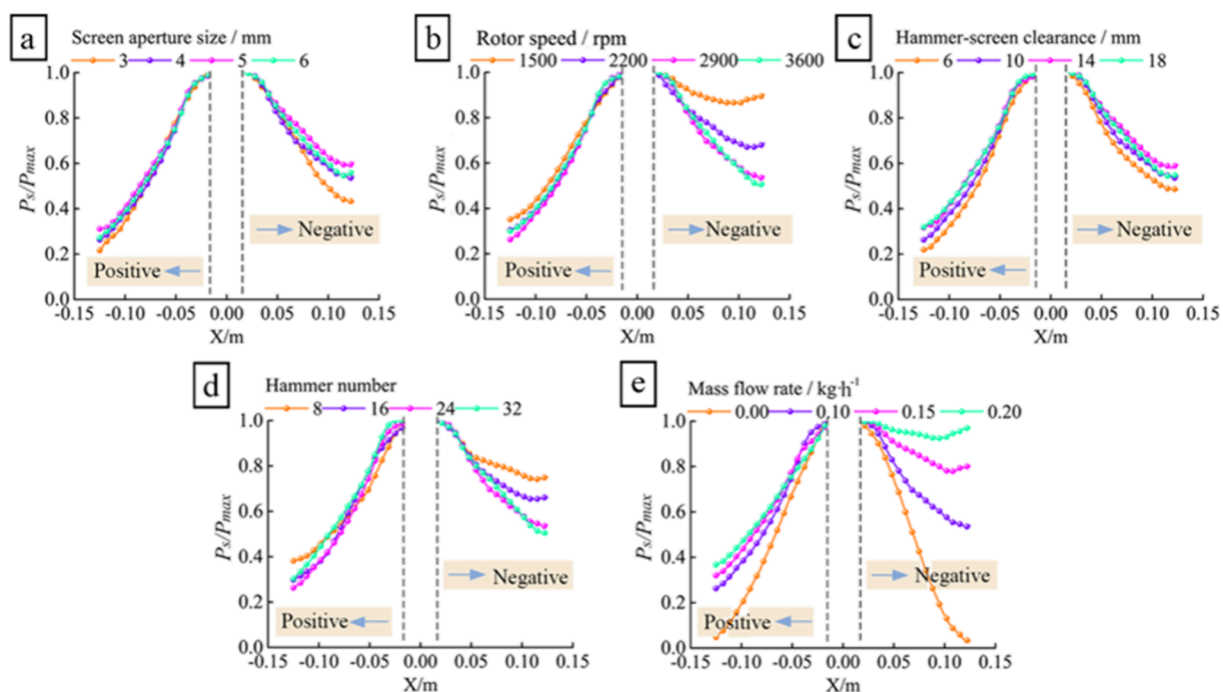 a
Screen aperture size / mm
3 4 5 6
1.0
0.8
0.6
0.4
0.2
0.0
Ps/Pmax
Positive
Negative
-0.15 -0.10 -0.05 0.00 0.05 0.10 0.15
X/m
b
Rotor speed / rpm
1500 2200 2900 3600
1.0
0.8
0.6
0.4
0.2
0.0
Ps/Pmax
Positive
Negative
-0.15 -0.10 -0.05 0.00 0.05 0.10 0.15
X/m
c
Hammer-screen clearance / mm
6 10 14 18
1.0
0.8
0.6
0.4
0.2
0.0
Ps/Pmax
Positive
Negative
-0.15 -0.10 -0.05 0.00 0.05 0.10 0.15
X/m
d
Hammer number
8 16 24 32
1.0
0.8
0.6
0.4
0.2
0.0
Ps/Pmax
Positive
Negative
-0.15 -0.10 -0.05 0.00 0.05 0.10 0.15
X/m
e
Mass flow rate / kg·h⁻¹
0.00 0.10 0.15 0.20
1.0
0.8
0.6
0.4
0.2
0.0
Ps/Pmax
Positive
Negative
-0.15 -0.10 -0.05 0.00 0.05 0.10 0.15
X/m